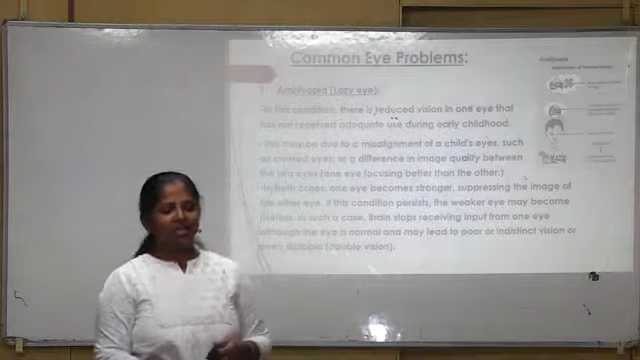 Common Eye Problems:
1. Amblyopia (Lazy eye):
-In this condition, there is reduced vision in one eye that
has not received adequate use during early childhood.
-This may be due to a misalignment of a child's eyes, such
as crossed eyes, or a difference in image quality between
the two eyes (one eye focusing better than the other.)
-In both cases, one eye becomes stronger, suppressing the image of
the other eye. If this condition persists, the weaker eye may become
useless. In such a case, Brain stops receiving input from one eye
although the eye is normal and may lead to poor or indistinct vision or
even diplopia (double vision).
Amblyopia